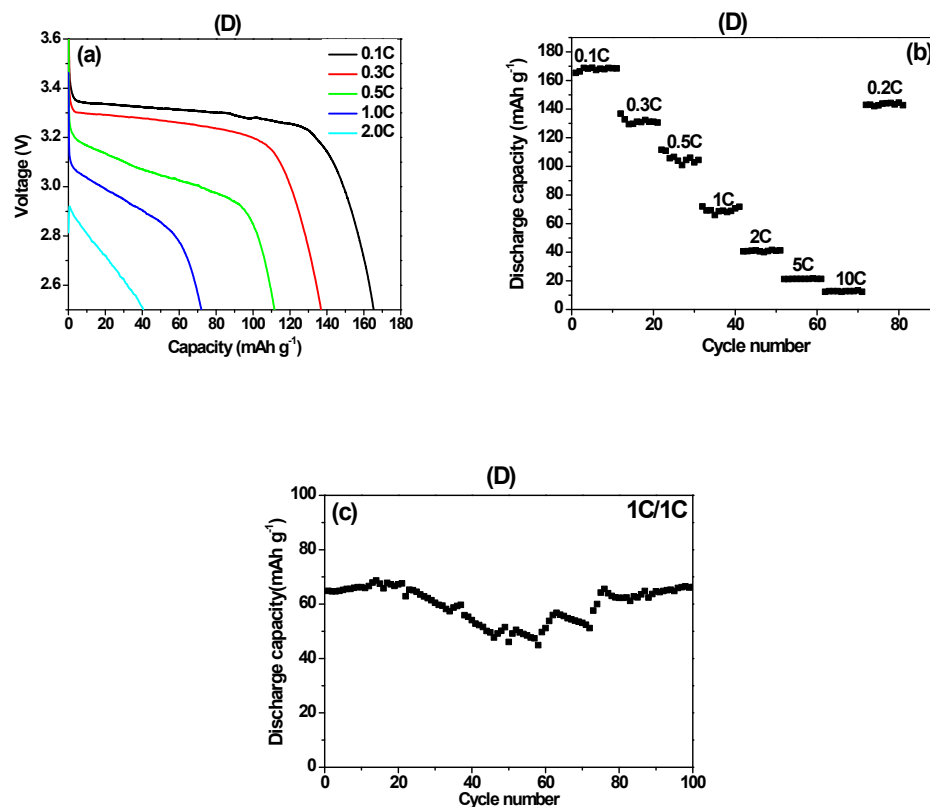 (D)
(a)
0.1C
0.3C
0.5C
1.0C
2.0C
3.6
3.4
3.2
3.0
2.8
2.6
Voltage (V)
0 20 40 60 80 100 120 140 160 180
Capacity (mAh g⁻¹)
(D)
(b)
0.1C
0.3C
0.5C
1C
2C
5C
10C
0.2C
200
180
160
140
120
100
80
60
40
20
0
Discharge capacity (mAh g⁻¹)
0 20 40 60 80
Cycle number
(D)
(c)
1C/1C
100
80
60
40
20
0
Discharge capacity(mAh g⁻¹)
0 20 40 60 80 100
Cycle number